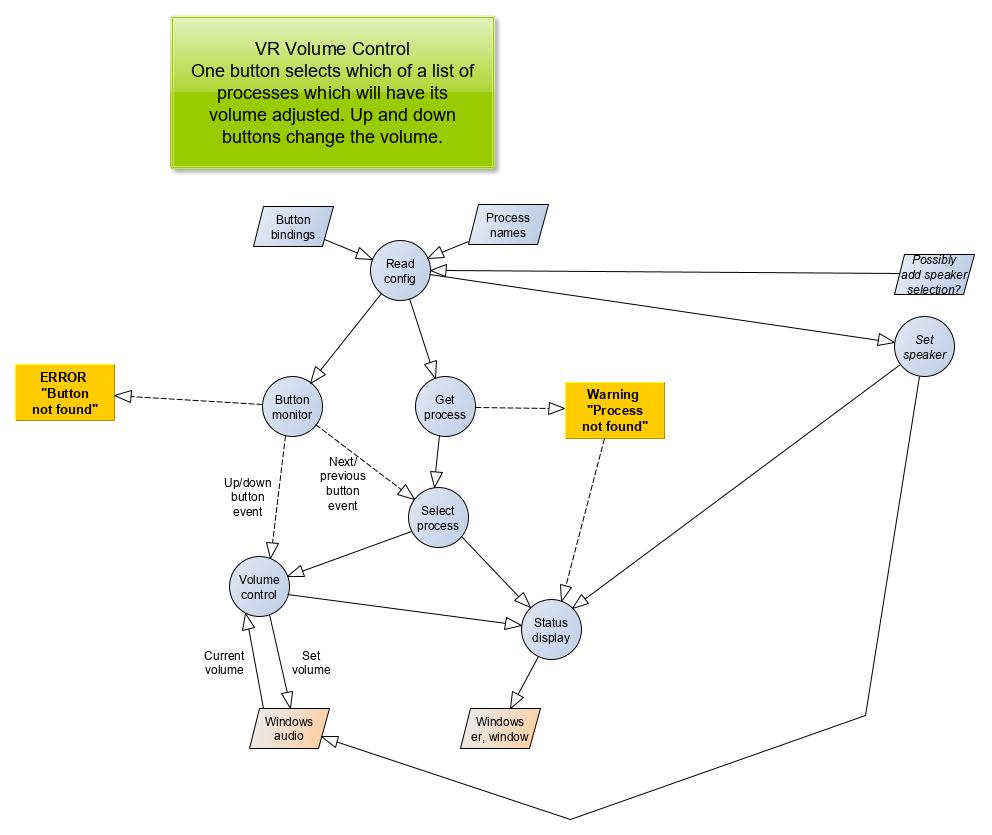 VR Volume Control
One button selects which of a list of
processes which will have its
volume adjusted. Up and down
buttons change the volume.
Button
bindings
Process
names
Read
config
Possibly
add speaker
selection?
Set
speaker
ERROR
"Button
not found"
Button
monitor
Get
process
Warning
"Process
not found"
Up/down
button
event
Next/
previous
button
event
Select
process
Volume
control
Status
display
Current
volume
Set
volume
Windows
audio
Windows
er, window